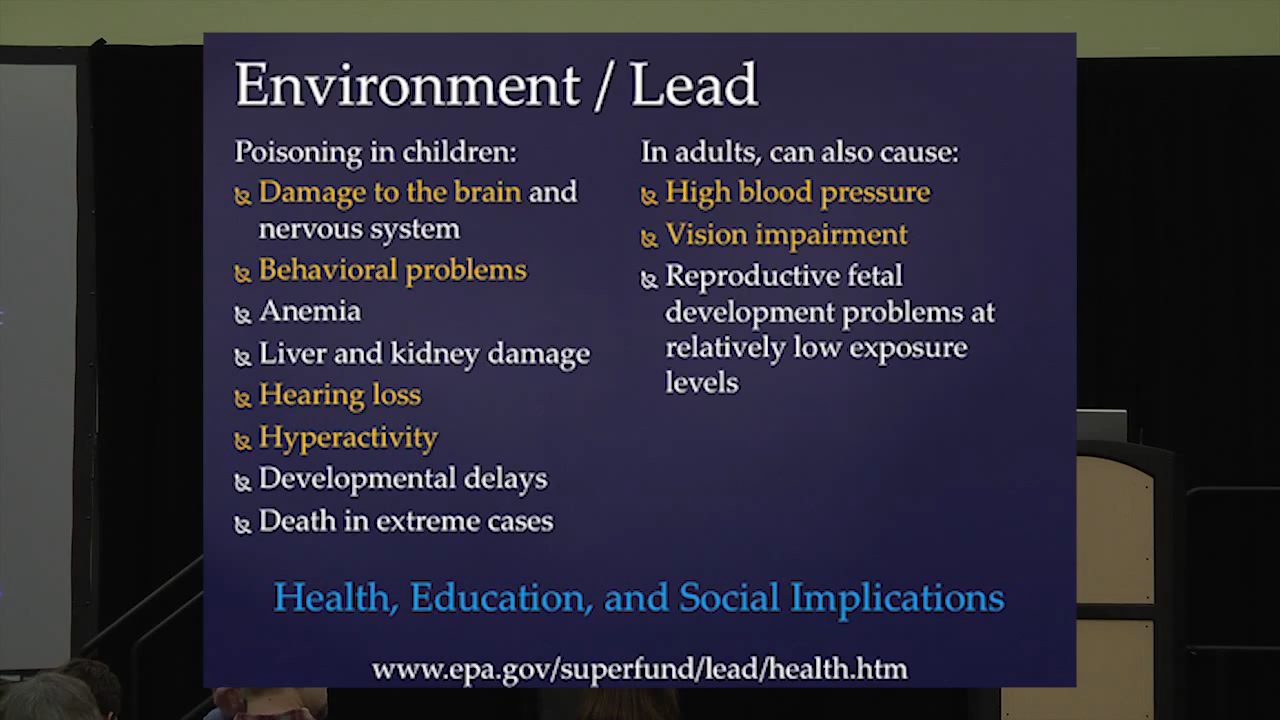 Environment / Lead
Poisoning in children:
Damage to the brain and
nervous system
Behavioral problems
Anemia
Liver and kidney damage
Hearing loss
Hyperactivity
Developmental delays
Death in extreme cases
In adults, can also cause:
High blood pressure
Vision impairment
Reproductive fetal
development problems at
relatively low exposure
levels
Health, Education, and Social Implications
www.epa.gov/superfund/lead/health.htm